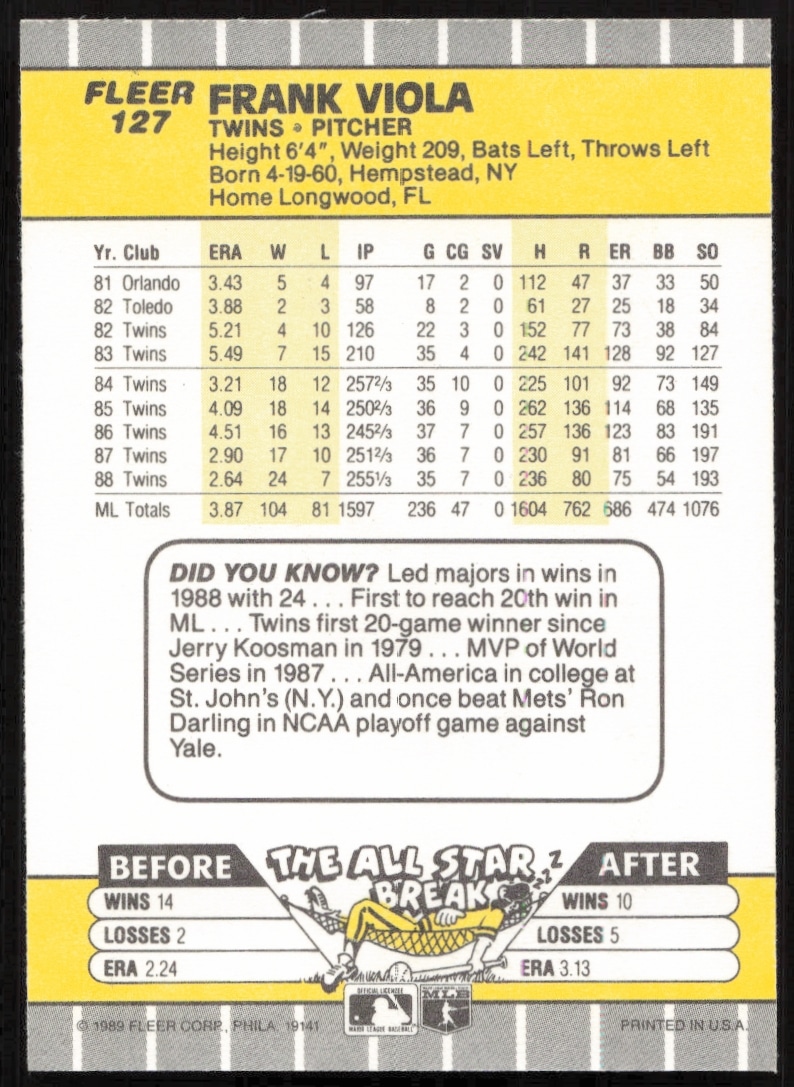 FLEER FRANK VIOLA
127
TWINS • PITCHER
Height 6'4", Weight 209, Bats Left, Throws Left
Born 4-19-60, Hempstead, NY
Home Longwood, FL
Yr. Club ERA W L IP G CG SV H R ER BB SO
81 Orlando 3.43 5 4 97 17 2 0 112 47 37 33 50
82 Toledo 3.88 2 3 58 8 2 0 61 27 25 18 34
82 Twins 5.21 4 10 126 22 3 0 152 77 73 38 84
83 Twins 5.49 7 15 210 35 4 0 242 141 128 92 127
84 Twins 3.21 18 12 257⅔ 35 10 0 225 101 92 73 149
85 Twins 4.09 18 14 250⅔ 36 9 0 262 136 114 68 135
86 Twins 4.51 16 13 245⅔ 37 7 0 257 136 123 83 191
87 Twins 2.90 17 10 251⅔ 36 7 0 230 91 81 66 197
88 Twins 2.64 24 7 255⅓ 35 7 0 236 80 75 54 193
ML Totals 3.87 104 81 1597 236 47 0 1604 762 686 474 1076
DID YOU KNOW? Led majors in wins in
1988 with 24 . . . First to reach 20th win in
ML . . . Twins first 20-game winner since
Jerry Koosman in 1979 . . . MVP of World
Series in 1987 . . . All-America in college at
St. John's (N.Y.) and once beat Mets' Ron
Darling in NCAA playoff game against
Yale.
THE ALL STAR
BREAK
ZZZZ
BEFORE
WINS 14
LOSSES 2
ERA 2.24
AFTER
WINS 10
LOSSES 5
ERA 3.13
OFFICIAL LICENSEE
MAJOR LEAGUE BASEBALL
MLB
© 1989 FLEER CORP., PHILA. 19141
PRINTED IN U.S.A.